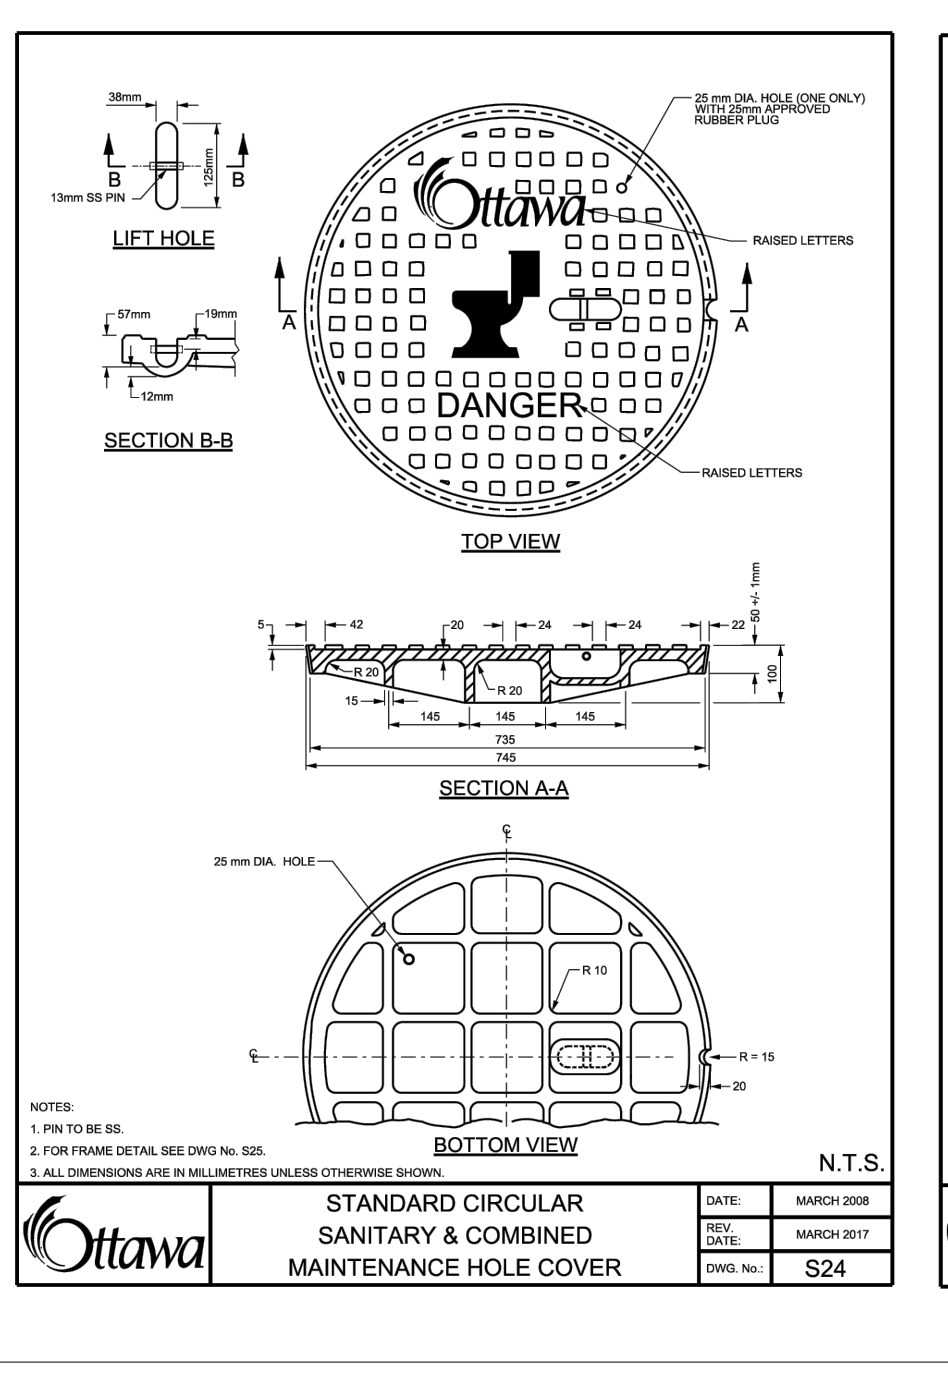 38mm
25 mm DIA. HOLE (ONE ONLY)
WITH 25mm APPROVED
RUBBER PLUG
B
B
125mm
13mm SS PIN
LIFT HOLE
Ottawa
RAISED LETTERS
57mm
19mm
A
A
12mm
SECTION B-B
DANGER
RAISED LETTERS
TOP VIEW
50 +/- 1mm
5
42
20
24
24
22
R 20
R 20
100
15
145
145
145
735
745
SECTION A-A
℄
25 mm DIA. HOLE
R 10
℄
R = 15
20
NOTES:
1. PIN TO BE SS.
2. FOR FRAME DETAIL SEE DWG No. S25.
3. ALL DIMENSIONS ARE IN MILLIMETRES UNLESS OTHERWISE SHOWN.
BOTTOM VIEW
N.T.S.
Ottawa
STANDARD CIRCULAR
SANITARY & COMBINED
MAINTENANCE HOLE COVER
DATE: MARCH 2008
REV.
DATE: MARCH 2017
DWG. No.: S24